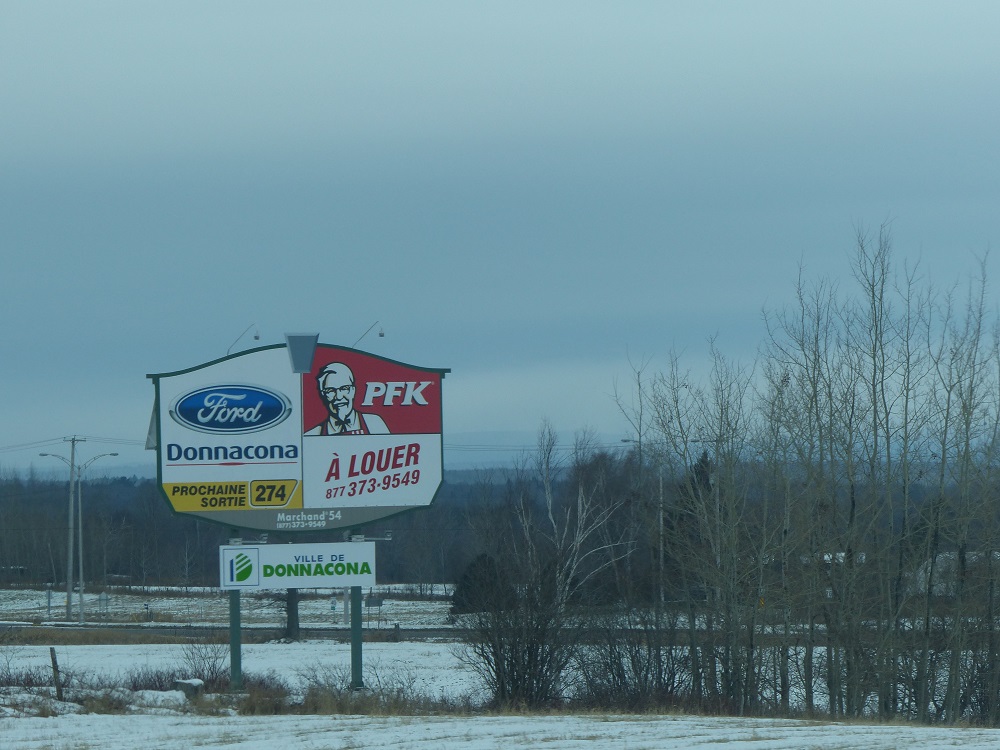 Ford
Donnacona
PROCHAINE
SORTIE
274
PFK
À LOUER
877 373-9549
Marchand 54
(877) 373-9549
VILLE DE
DONNACONA